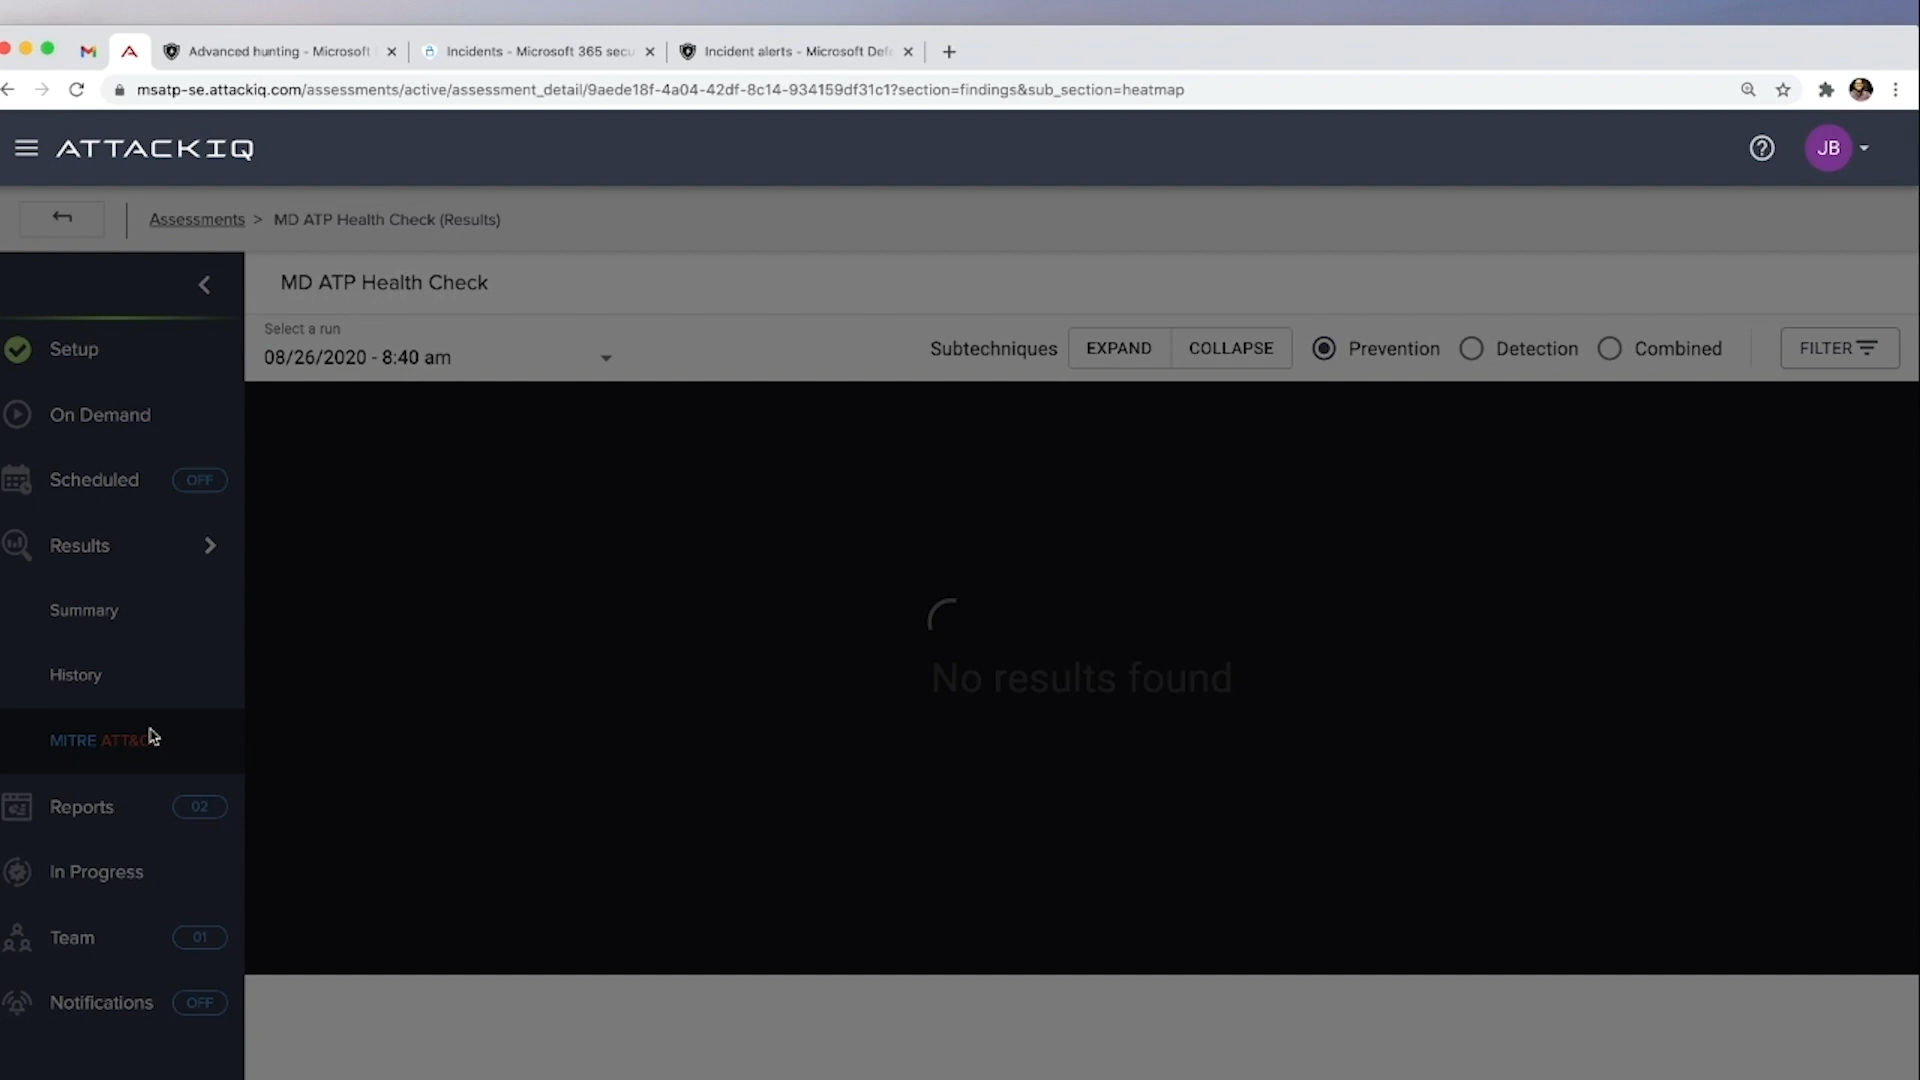 Advanced hunting - Microsoft
Incidents - Microsoft 365 secu
Incident alerts - Microsoft Defe
msatp-se.attackiq.com/assessments/active/assessment_detail/9aede18f-4a04-42df-8c14-934159df31c1?section=findings&sub_section=heatmap
ATTACKIQ
JB
Assessments > MD ATP Health Check (Results)
MD ATP Health Check
Select a run
08/26/2020 - 8:40 am
Subtechniques EXPAND COLLAPSE Prevention Detection Combined FILTER
Setup
On Demand
Scheduled OFF
Results
Summary
History
MITRE ATT&C
Reports 02
In Progress
Team 01
Notifications OFF
No results found